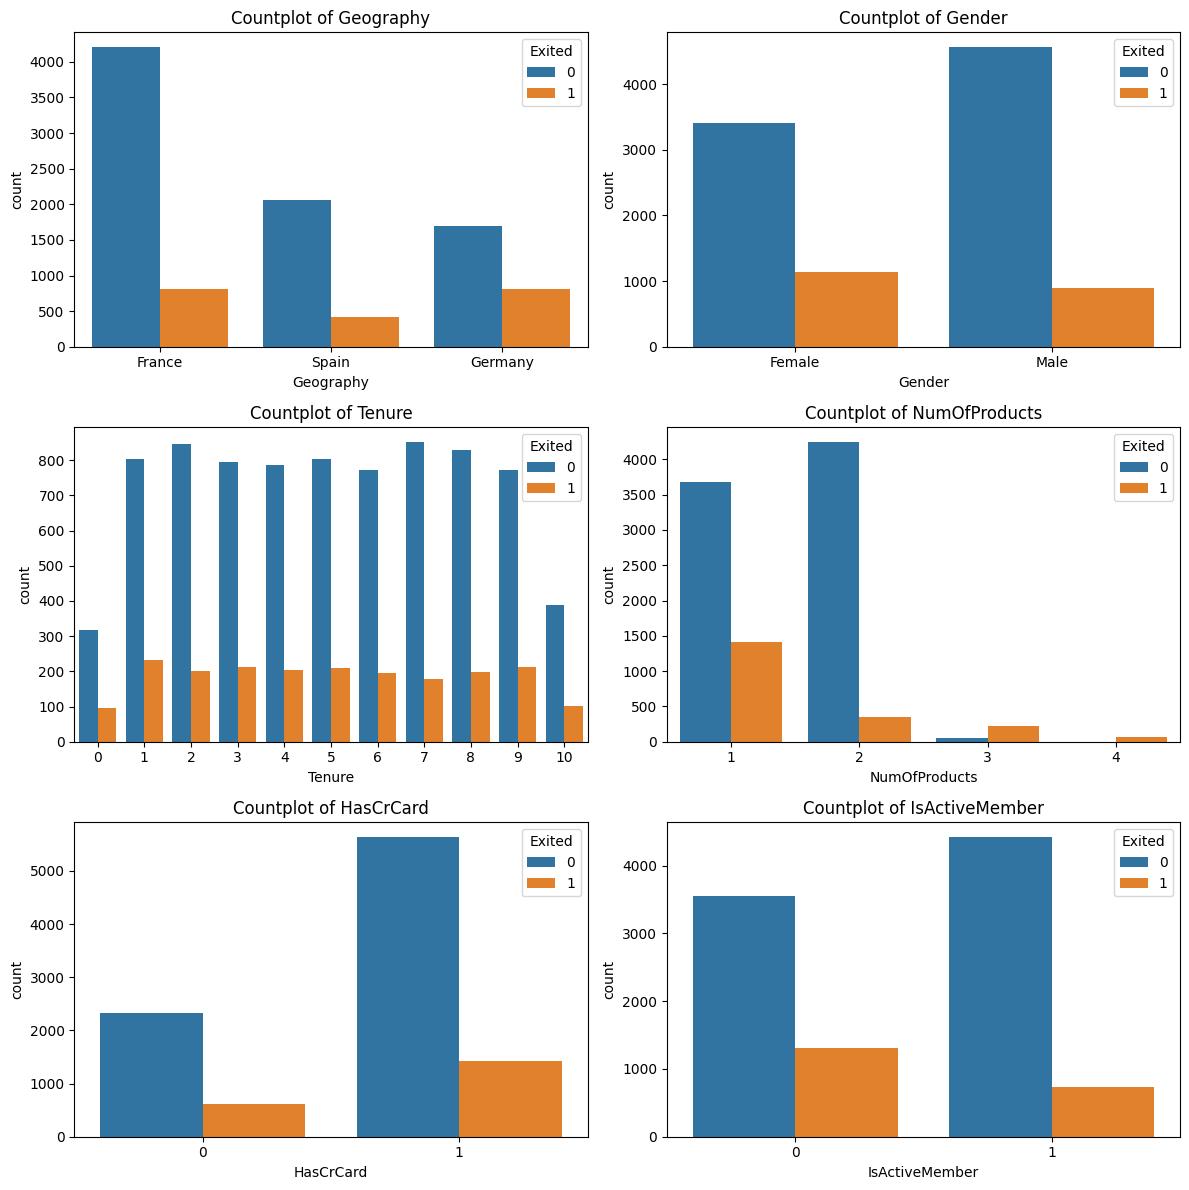 Countplot of Geography
Exited
0
1
4000
3500
3000
2500
2000
1500
1000
500
0
count
France Spain Germany
Geography
Countplot of Gender
Exited
0
1
4000
3000
2000
1000
0
count
Female Male
Gender
Countplot of Tenure
Exited
0
1
800
700
600
500
400
300
200
100
0
count
0 1 2 3 4 5 6 7 8 9 10
Tenure
Countplot of NumOfProducts
Exited
0
1
4000
3500
3000
2500
2000
1500
1000
500
0
count
1 2 3 4
NumOfProducts
Countplot of HasCrCard
Exited
0
1
5000
4000
3000
2000
1000
0
count
0 1
HasCrCard
Countplot of IsActiveMember
Exited
0
1
4000
3000
2000
1000
0
count
0 1
IsActiveMember